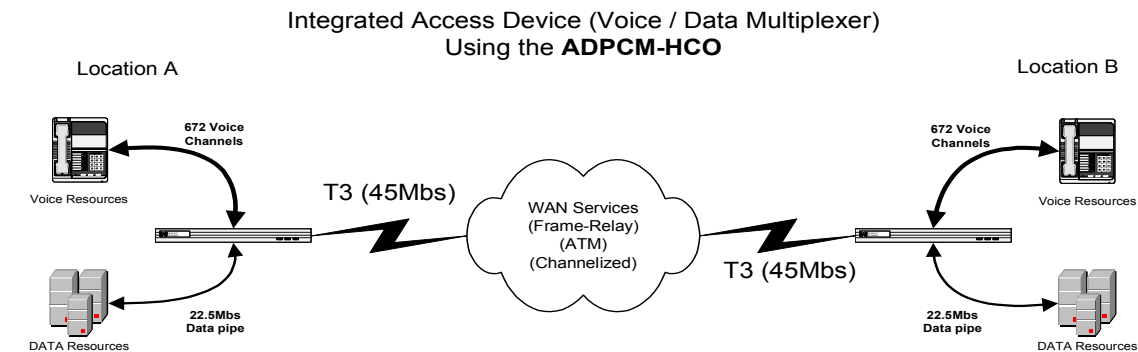 Integrated Access Device (Voice / Data Multiplexer)
Using the ADPCM-HCO
Location A
Location B
672 Voice
Channels
672 Voice
Channels
Voice Resources
T3 (45Mbs)
WAN Services
(Frame-Relay)
(ATM)
(Channelized)
T3 (45Mbs)
Voice Resources
22.5Mbs
Data pipe
22.5Mbs
Data pipe
DATA Resources
DATA Resources